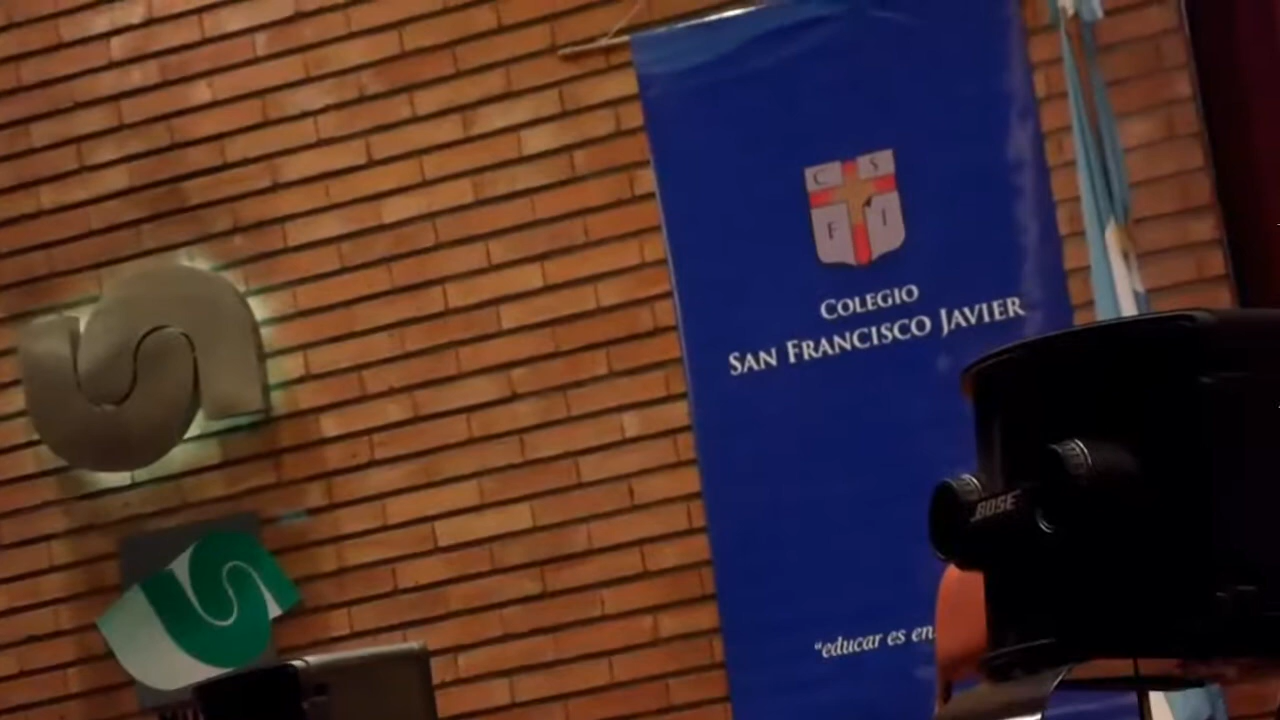 C S
F J
COLEGIO
SAN FRANCISCO JAVIER
BOSE
“educar es en